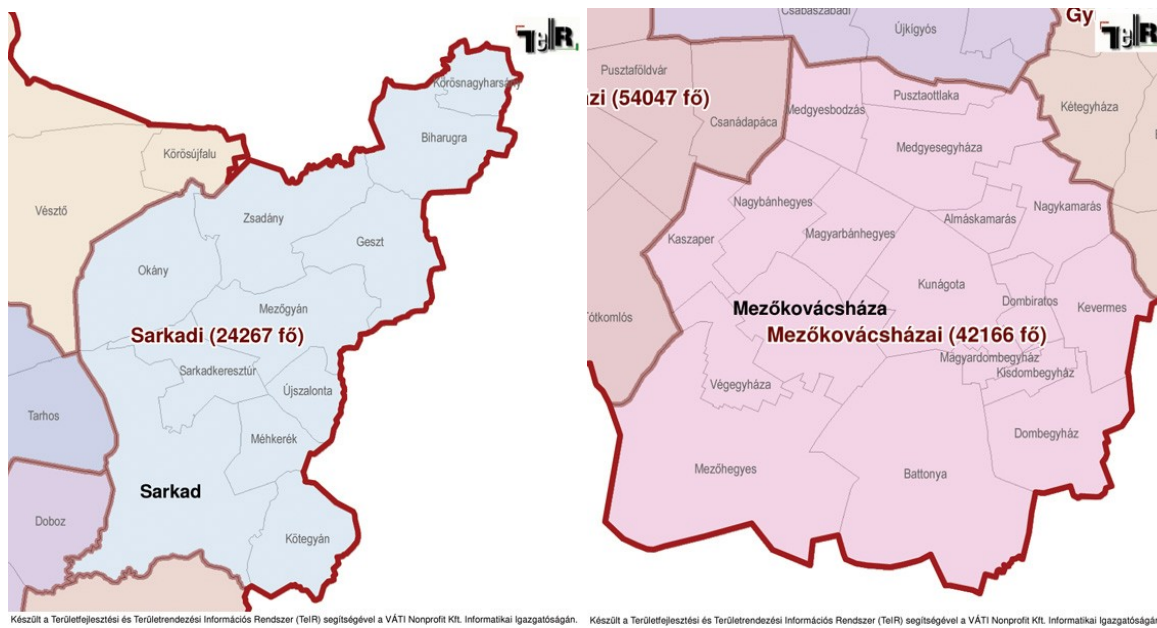 TeIR
Körösnagyharsány
Biharugra
Körösújfalu
Vésztő
Zsadány
Geszt
Okány
Mezőgyán
Sarkadi (24267 fő)
Sarkadkeresztúr
Újszalonta
Tarhos
Méhkerék
Sarkad
Doboz
Kötegyán
Készült a Területfejlesztési és Területrendezési Információs Rendszer (TeIR) segítségével a VÁTI Nonprofit Kft. Informatikai Igazgatóságán.
Csabaszabadi
Újkígyós
Gy
TeIR
Pusztaföldvár
Pusztaottlaka
zi (54047 fő)
Medgyesbodzás
Kétegyháza
Csanádapáca
Medgyesegyháza
Nagybánhegyes
Almáskamarás
Nagykamarás
Kaszaper
Magyarbánhegyes
Kunágota
Mezőkovácsháza
Dombiratos
Kevermes
Tótkomlós
Mezőkovácsházai (42166 fő)
Magyardombegyház
Kisdombegyház
Végegyháza
Dombegyház
Mezőhegyes
Battonya
Készült a Területfejlesztési és Területrendezési Információs Rendszer (TeIR) segítségével a VÁTI Nonprofit Kft. Informatikai Igazgatóságán